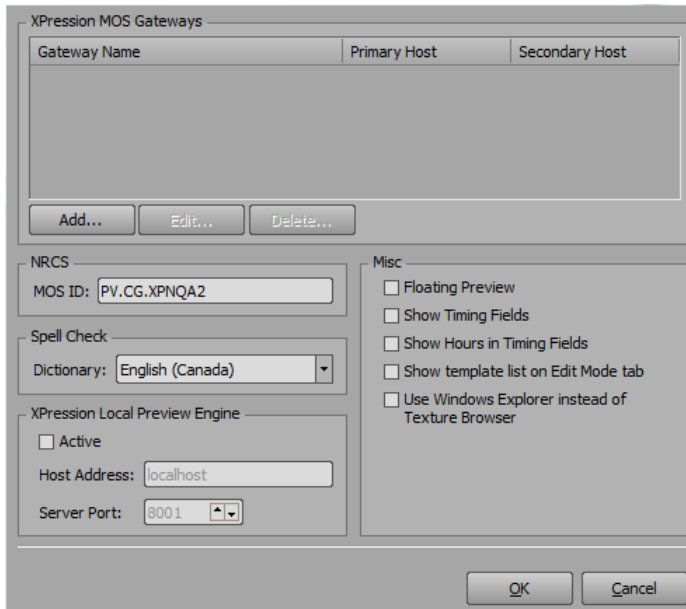 XPression MOS Gateways
Gateway Name Primary Host Secondary Host
Add... Edit... Delete...
NRCS
MOS ID: PV.CG.XPNQA2
Spell Check
Dictionary: English (Canada)
XPression Local Preview Engine
Active
Host Address: localhost
Server Port: 8001
Misc
Floating Preview
Show Timing Fields
Show Hours in Timing Fields
Show template list on Edit Mode tab
Use Windows Explorer instead of
Texture Browser
OK Cancel